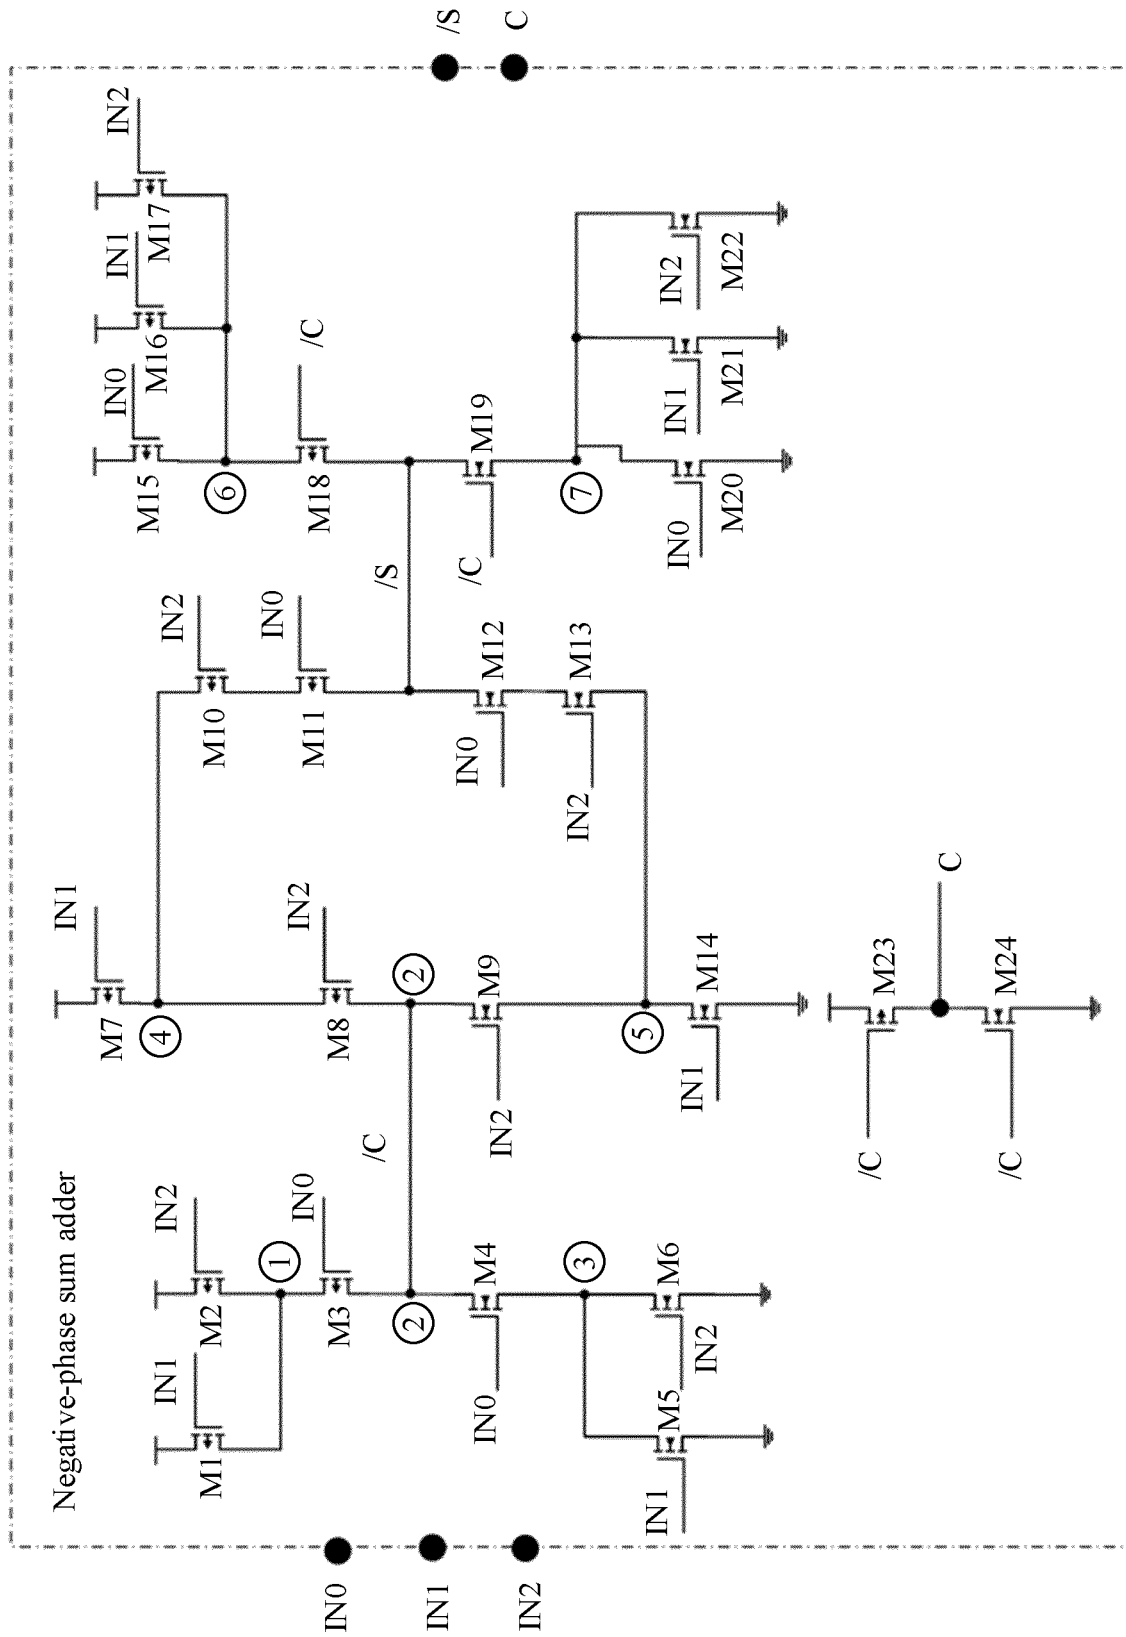 Negative-phase sum adder
IN0
IN1
IN2
/S
C
IN1
M1
IN2
M2
1
IN0
M3
/C
2
IN0
M4
3
IN1
M5
IN2
M6
IN1
M7
4
IN2
M8
2
IN2
M9
5
IN1
M14
IN2
M10
IN0
M11
/S
IN0
M12
IN2
M13
IN0
M15
IN1
M16
IN2
M17
6
/C
M18
/C
M19
7
IN0
M20
IN1
M21
IN2
M22
/C
M23
C
/C
M24